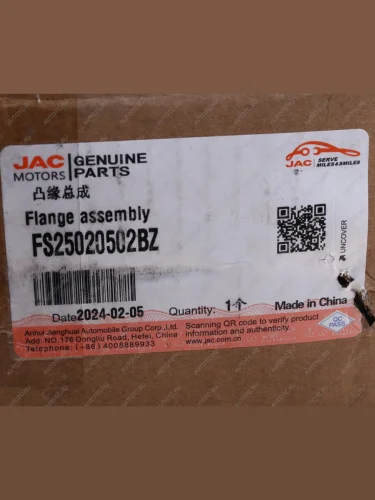 JAC MOTORS
GENUINE PARTS
JAC
SERVE
MILES & SMILES
凸缘总成
Flange assembly
FS25020502BZ
UNCOVER
Date2024-02-05
Quantity: 1个
Made in China
Anhui Jianghuai Automobile Group Corp.,Ltd.
Add: NO.176 Dongliu Road, Hefei, China
Telephone: (+86)4008889933
Scanning QR code to verify product
information and authenticity.
www.jac.com.cn
QC
PASS